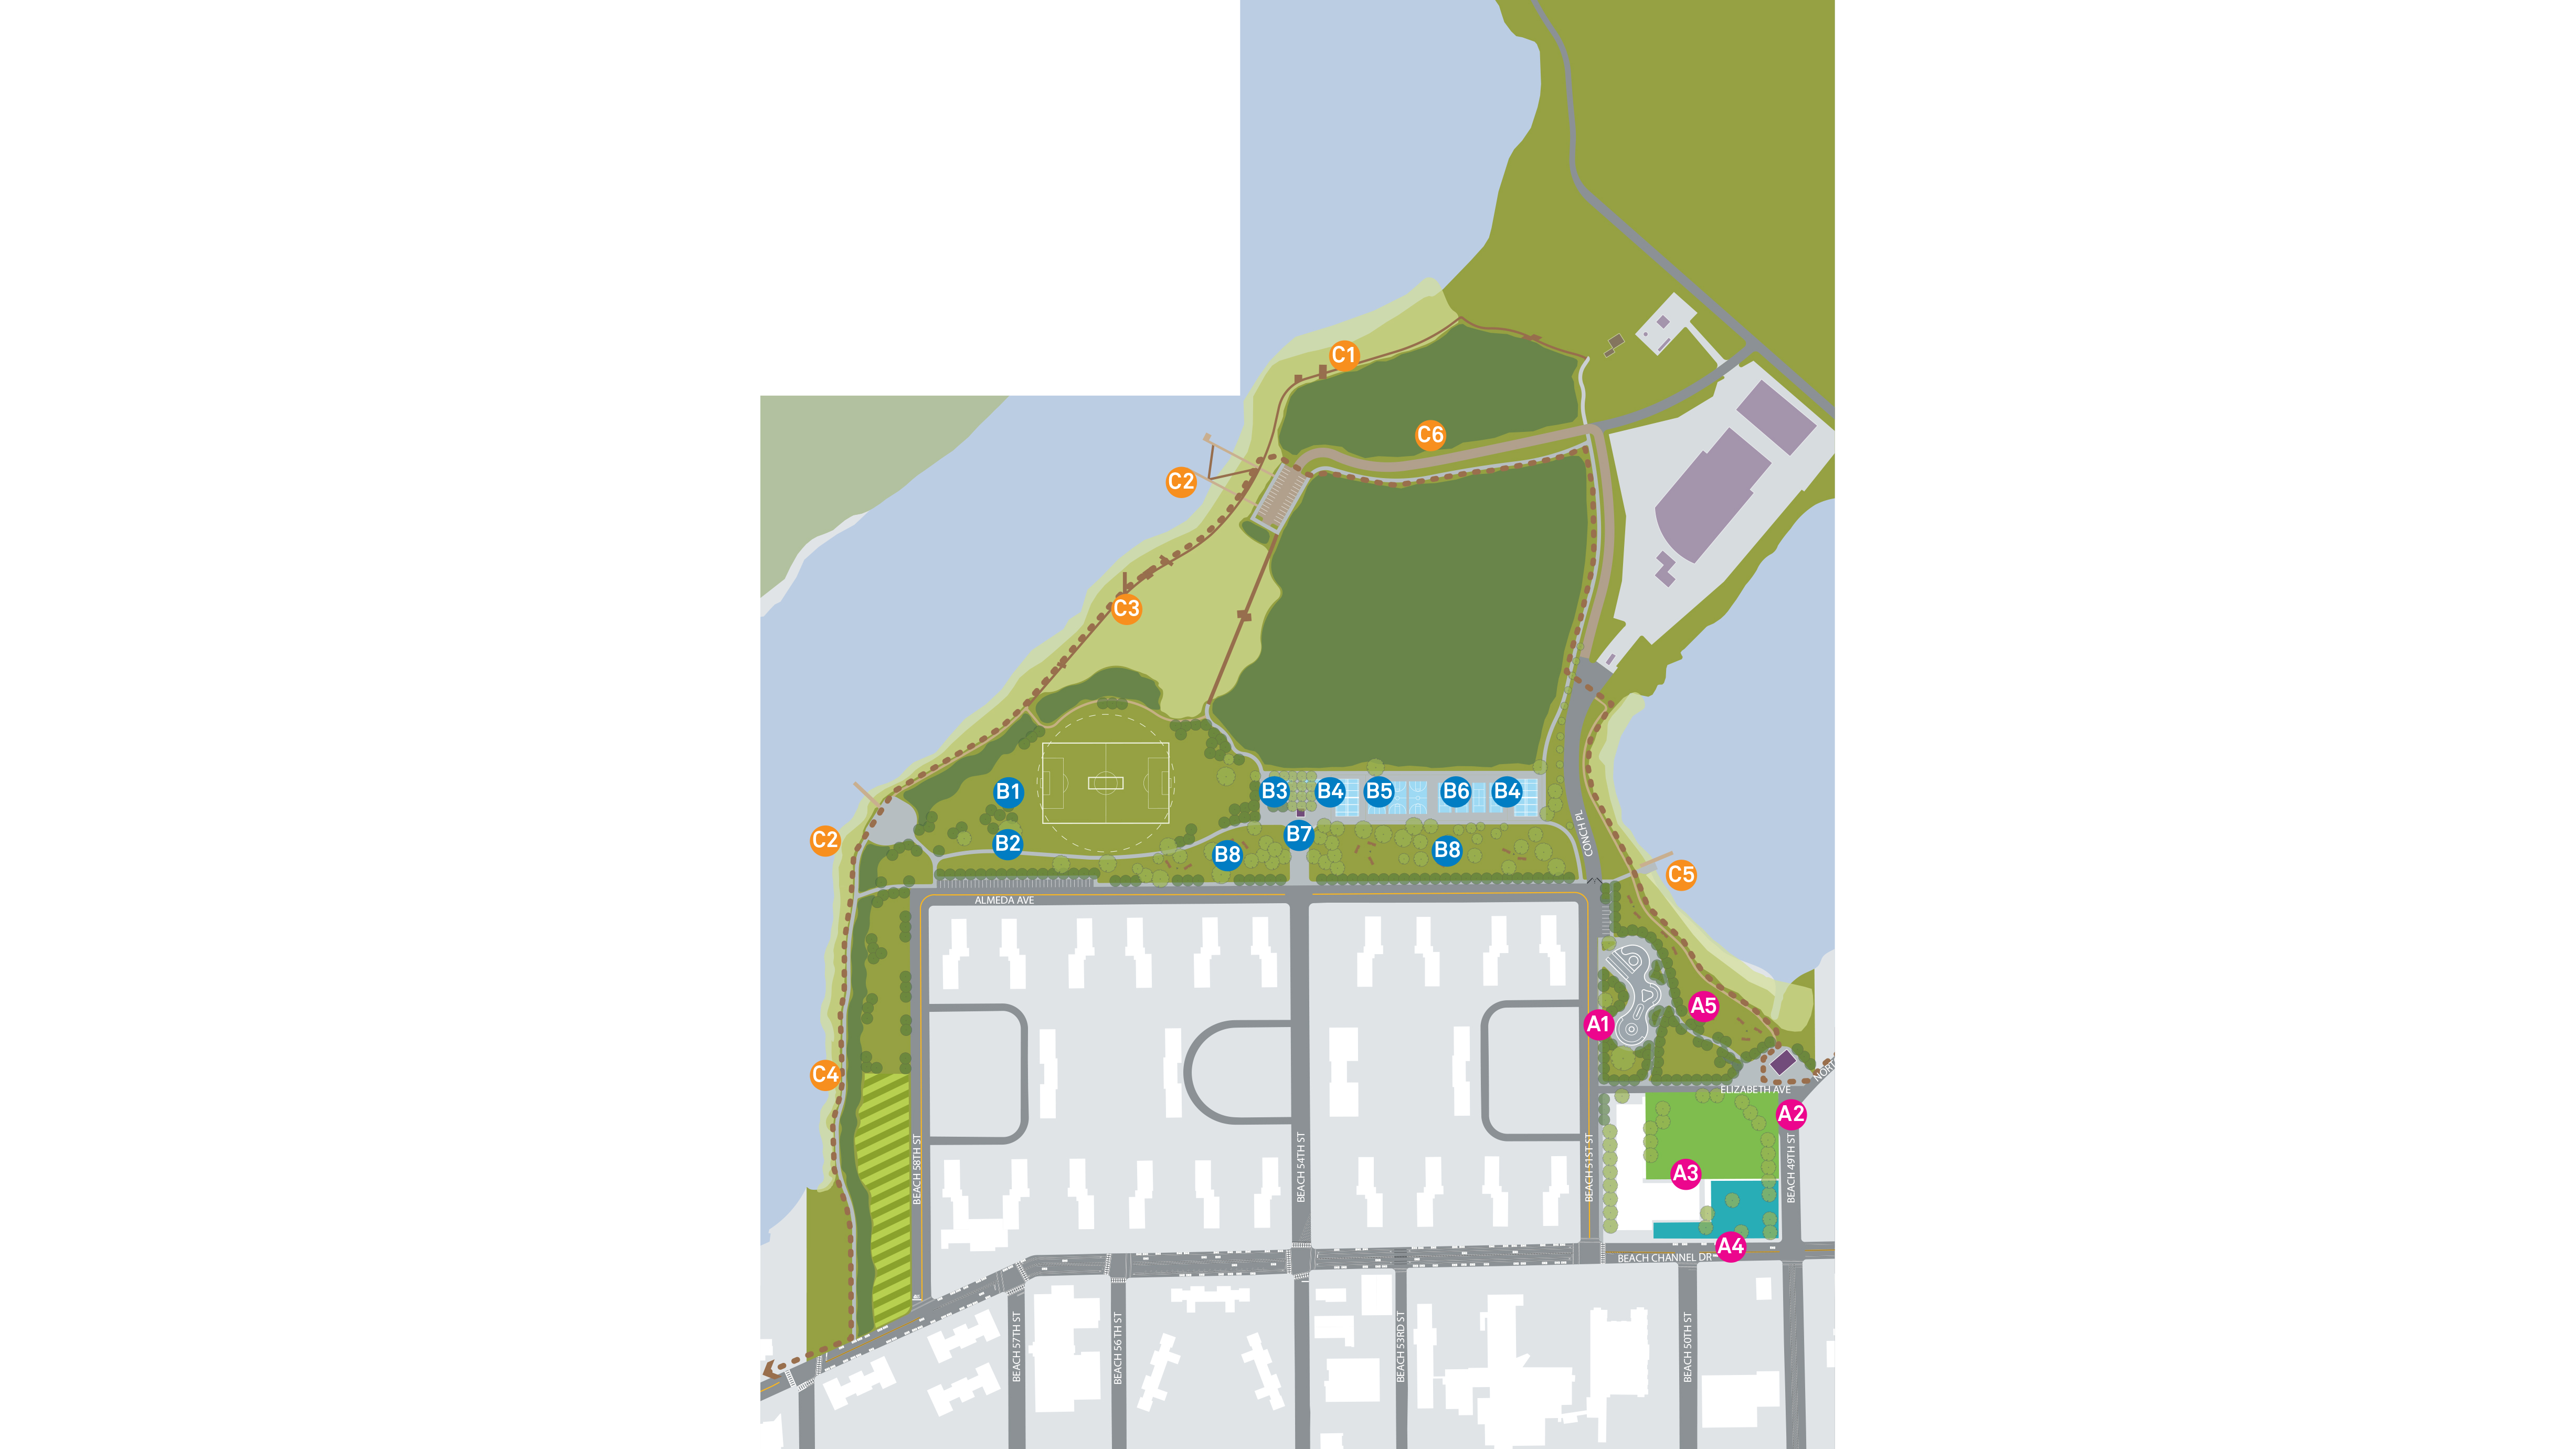 C1
C6
C2
C3
B1
B3
B4
B5
B6
B4
B2
B7
B8
B8
C2
CONCH PL
C5
ALMEDA AVE
A5
A1
C4
ELIZABETH AVE
A2
BEACH 58TH ST
BEACH 54TH ST
BEACH 51ST ST
BEACH 49TH ST
A3
A4
BEACH CHANNEL DR
BEACH 57TH ST
BEACH 56TH ST
BEACH 53RD ST
BEACH 50TH ST